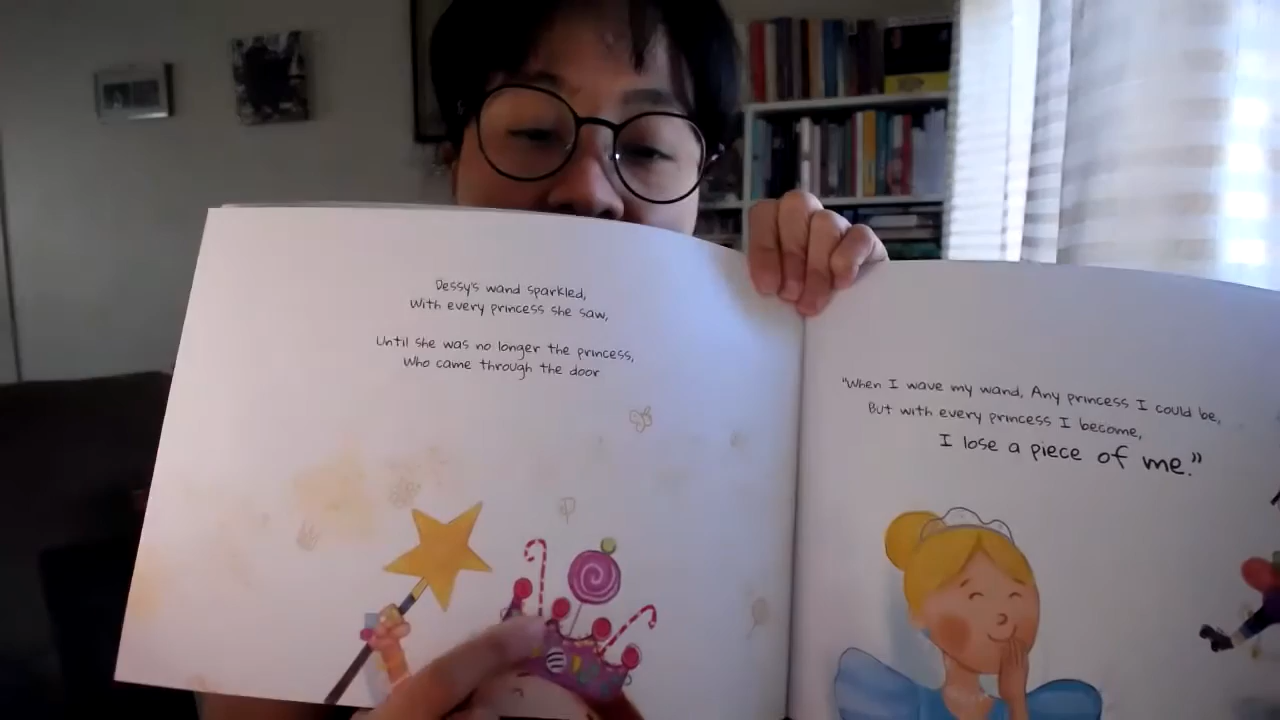 Dessy's wand sparkled,
With every princess she saw,
Until she was no longer the princess,
Who came through the door
"When I wave my wand, Any princess I could be,
But with every princess I become,
I lose a piece of me."